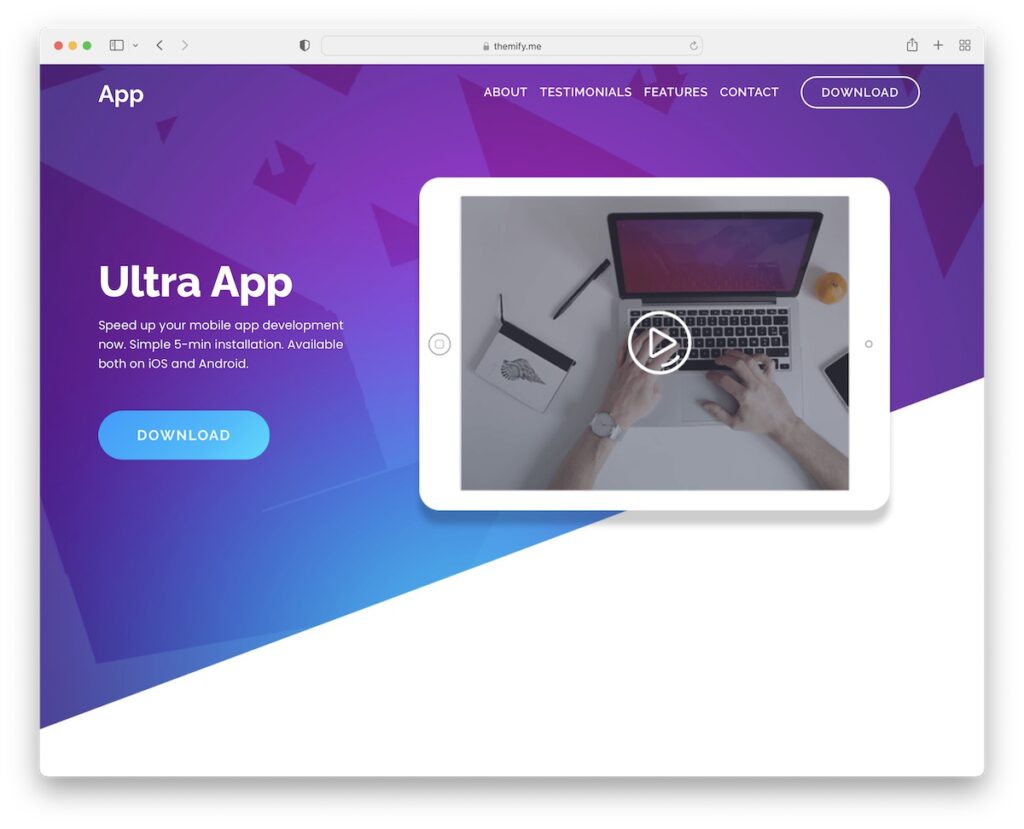 themify.me
App
ABOUT TESTIMONIALS FEATURES CONTACT DOWNLOAD
Ultra App
Speed up your mobile app development
now. Simple 5-min installation. Available
both on iOS and Android.
DOWNLOAD